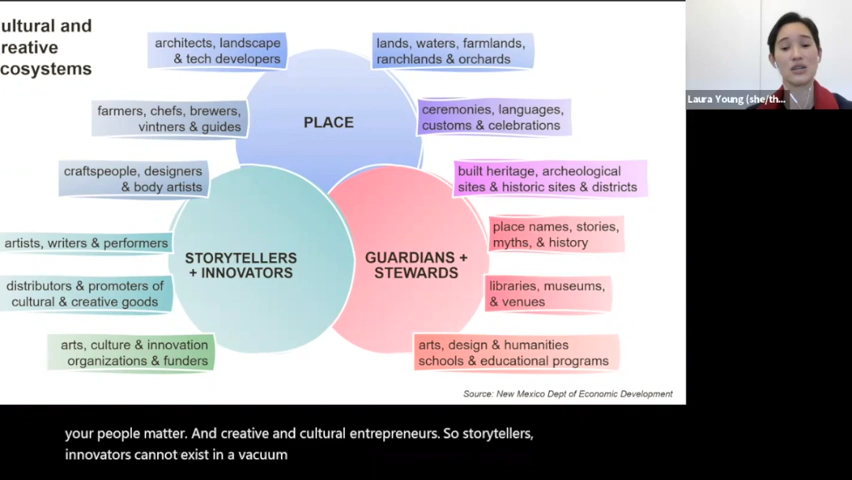 ultural and
reative
cosystems
architects, landscape
& tech developers
lands, waters, farmlands,
ranchlands & orchards
farmers, chefs, brewers,
vintners & guides
PLACE
ceremonies, languages,
customs & celebrations
craftspeople, designers
& body artists
built heritage, archeological
sites & historic sites & districts
artists, writers & performers
STORYTELLERS
+ INNOVATORS
GUARDIANS +
STEWARDS
place names, stories,
myths, & history
distributors & promoters of
cultural & creative goods
libraries, museums,
& venues
arts, culture & innovation
organizations & funders
arts, design & humanities
schools & educational programs
Source: New Mexico Dept of Economic Development
Laura Young (she/th...
your people matter. And creative and cultural entrepreneurs. So storytellers,
innovators cannot exist in a vacuum